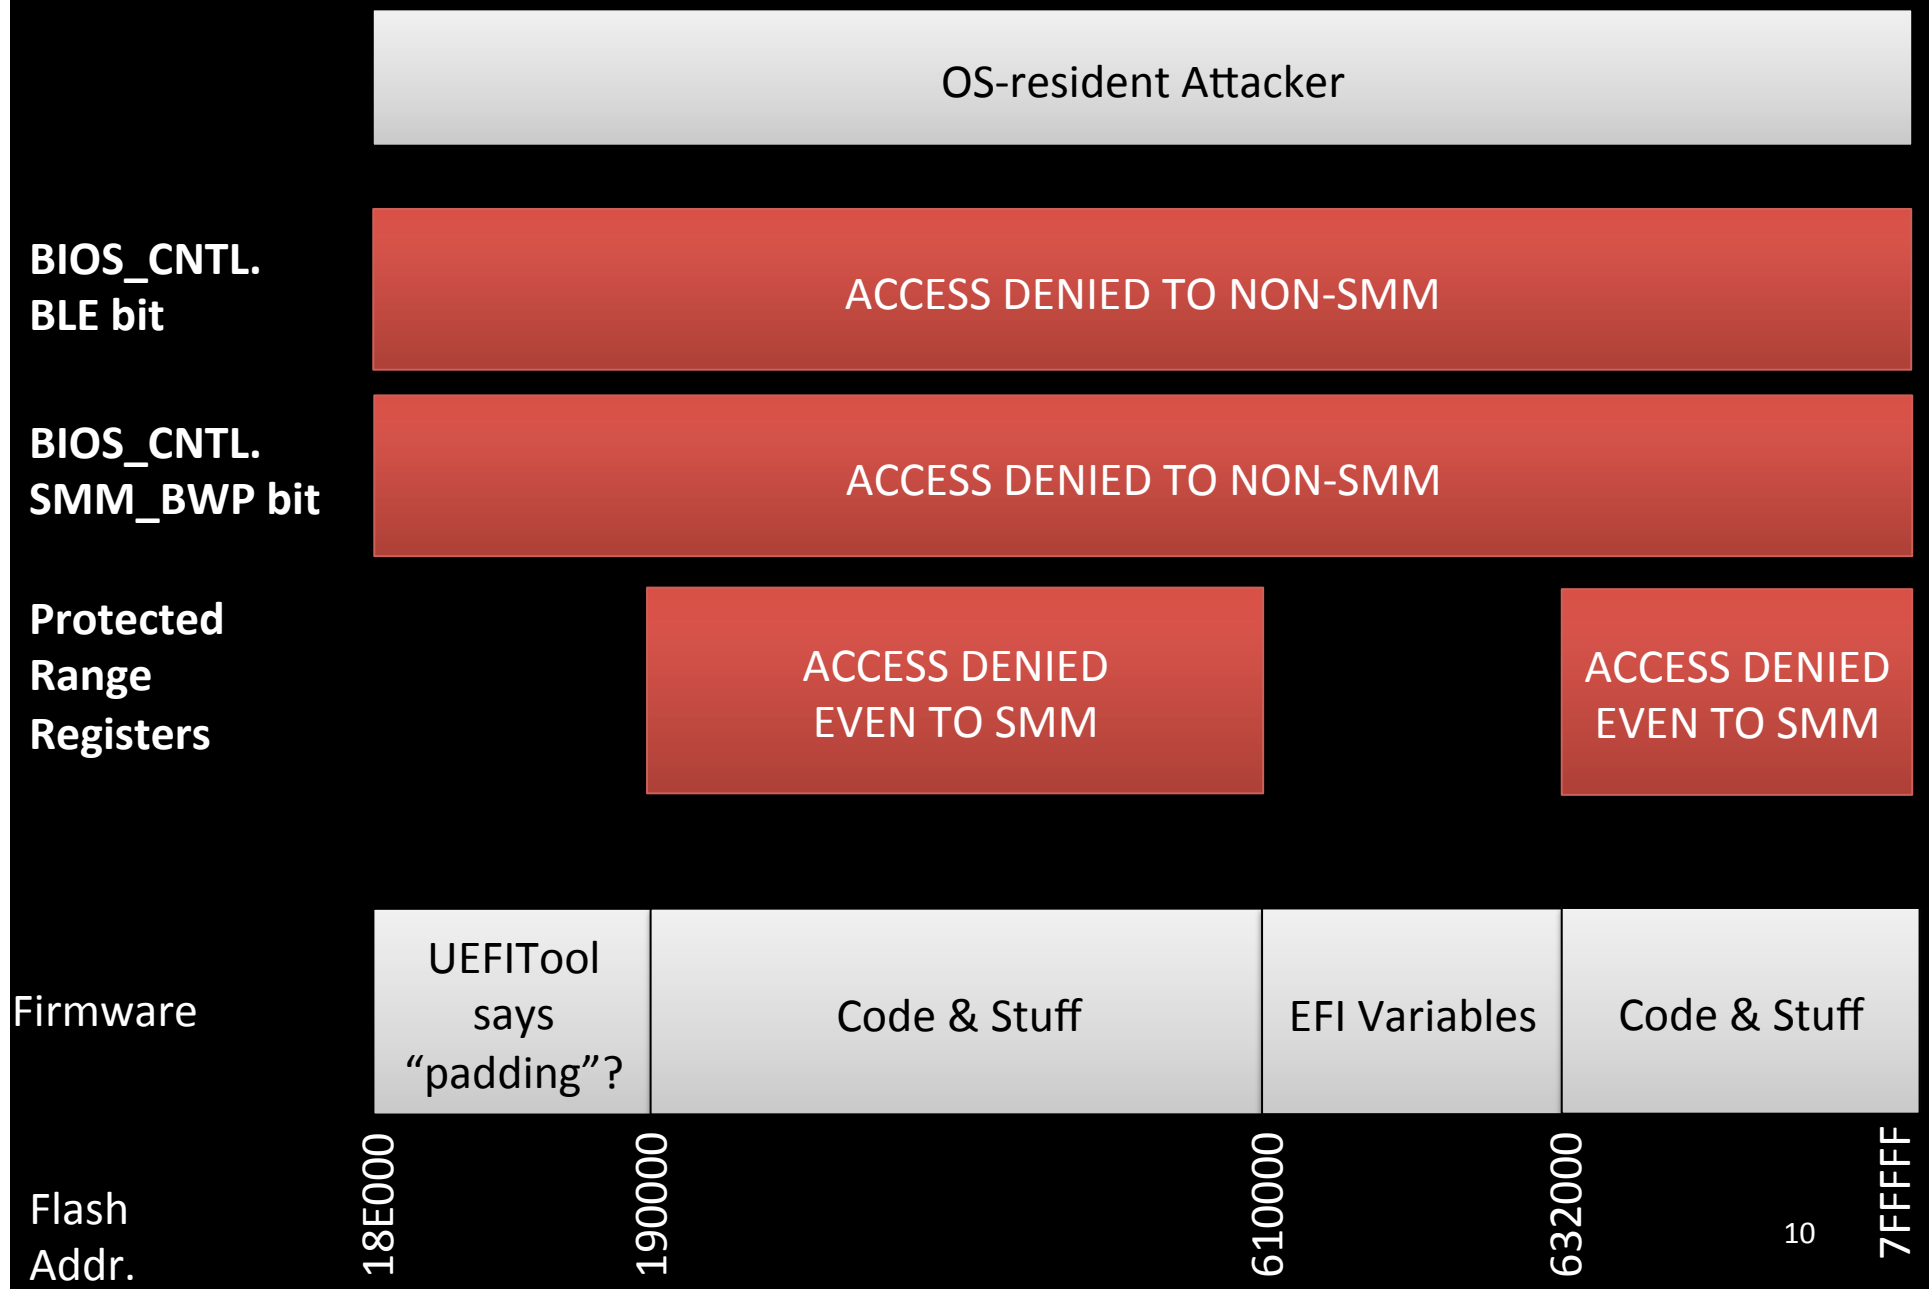 OS-resident Attacker
BIOS_CNTL.
BLE bit
ACCESS DENIED TO NON-SMM
BIOS_CNTL.
SMM_BWP bit
ACCESS DENIED TO NON-SMM
Protected
Range
Registers
ACCESS DENIED
EVEN TO SMM
ACCESS DENIED
EVEN TO SMM
Firmware
UEFITool
says
“padding”?
Code & Stuff
EFI Variables
Code & Stuff
Flash
Addr.
18E000
190000
610000
632000
7FFFFF
10